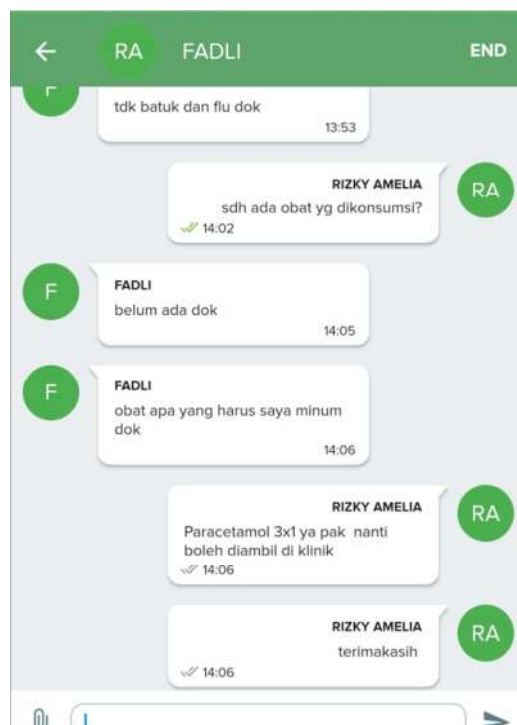 RA FADLI END
F
tdk batuk dan flu dok
13:53
RIZKY AMELIA
RA
sdh ada obat yg dikonsumsi?
14:02
F
FADLI
belum ada dok
14:05
F
FADLI
obat apa yang harus saya minum
dok
14:06
RIZKY AMELIA
RA
Paracetamol 3x1 ya pak nanti
boleh diambil di klinik
14:06
RIZKY AMELIA
RA
terimakasih
14:06